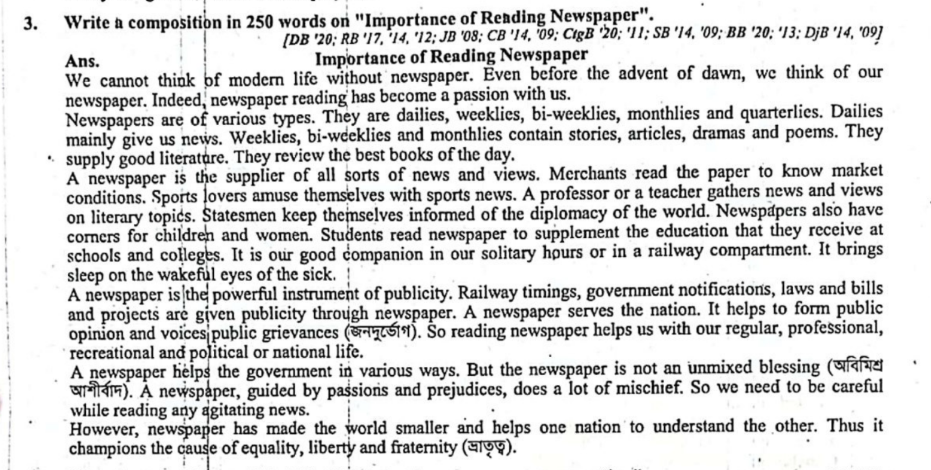 3. Write a composition in 250 words on "Importance of Reading Newspaper".
[DB '20; RB '17, '14, '12; JB '08; CB '14, '09; CtgB '20; '11; SB '14, '09; BB '20; '13; DjB '14, '09]
Ans. Importance of Reading Newspaper
We cannot think of modern life without newspaper. Even before the advent of dawn, we think of our
newspaper. Indeed, newspaper reading has become a passion with us.
Newspapers are of various types. They are dailies, weeklies, bi-weeklies, monthlies and quarterlies. Dailies
mainly give us news. Weeklies, bi-weeklies and monthlies contain stories, articles, dramas and poems. They
supply good literature. They review the best books of the day.
A newspaper is the supplier of all sorts of news and views. Merchants read the paper to know market
conditions. Sports lovers amuse themselves with sports news. A professor or a teacher gathers news and views
on literary topics. Statesmen keep themselves informed of the diplomacy of the world. Newspapers also have
corners for children and women. Students read newspaper to supplement the education that they receive at
schools and colleges. It is our good companion in our solitary hours or in a railway compartment. It brings
sleep on the wakeful eyes of the sick.
A newspaper is the powerful instrument of publicity. Railway timings, government notifications, laws and bills
and projects are given publicity through newspaper. A newspaper serves the nation. It helps to form public
opinion and voices public grievances (জনদুর্ভোগ). So reading newspaper helps us with our regular, professional,
recreational and political or national life.
A newspaper helps the government in various ways. But the newspaper is not an unmixed blessing (অবিমিশ্র
আশীর্বাদ). A newspaper, guided by passions and prejudices, does a lot of mischief. So we need to be careful
while reading any agitating news.
However, newspaper has made the world smaller and helps one nation to understand the other. Thus it
champions the cause of equality, liberty and fraternity (ভ্রাতৃত্ব).